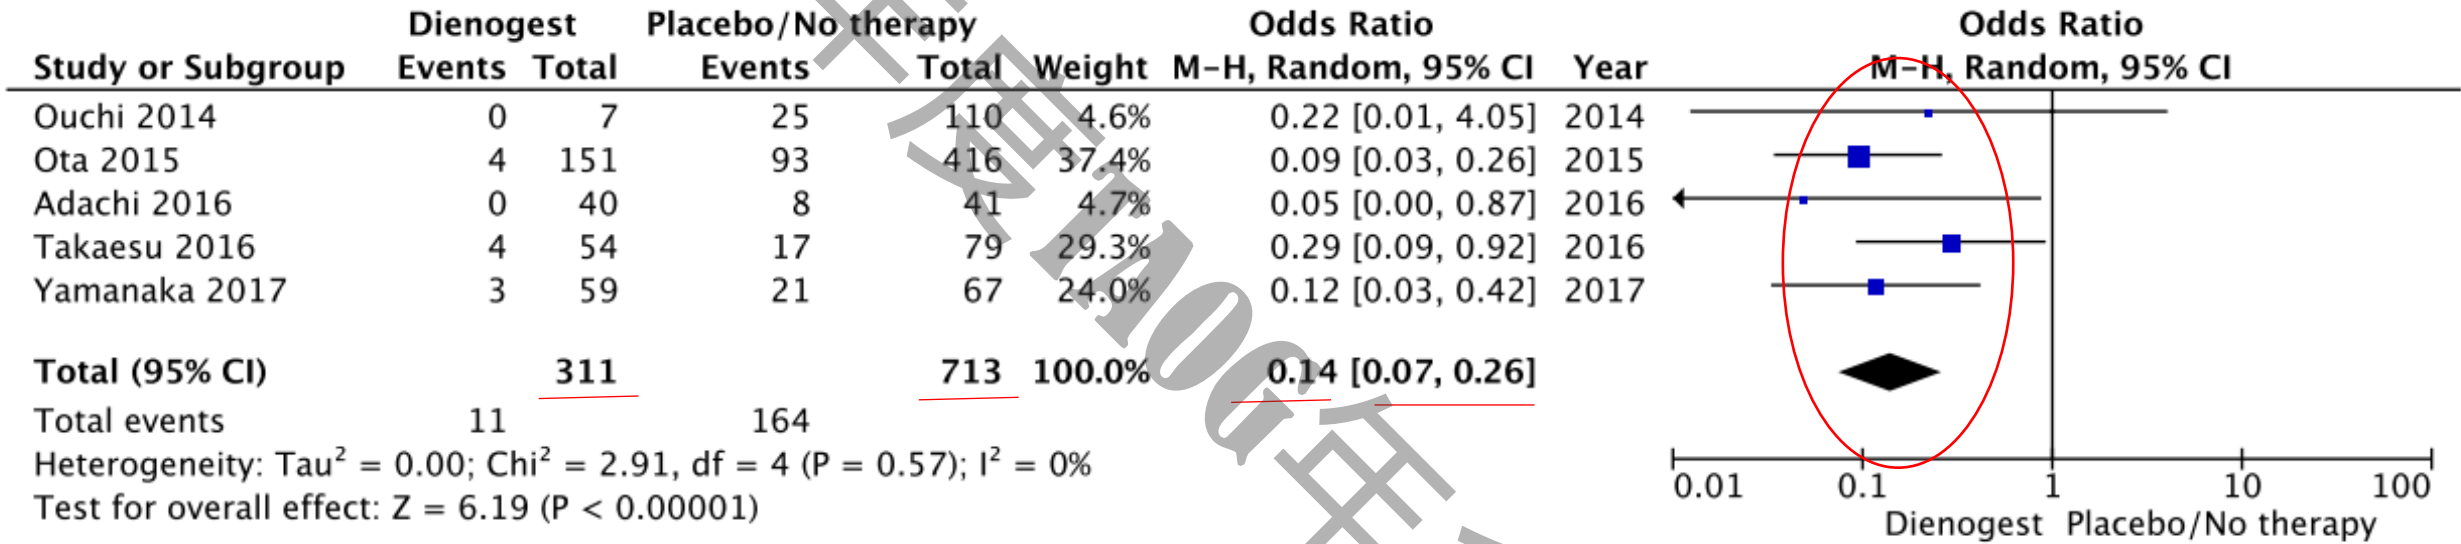 Dienogest Placebo/No therapy Odds Ratio Odds Ratio
Study or Subgroup Events Total Events Total Weight M-H, Random, 95% CI Year M-H, Random, 95% CI
Ouchi 2014 0 7 25 110 4.6% 0.22 [0.01, 4.05] 2014
Ota 2015 4 151 93 416 37.4% 0.09 [0.03, 0.26] 2015
Adachi 2016 0 40 8 41 4.7% 0.05 [0.00, 0.87] 2016
Takaesu 2016 4 54 17 79 29.3% 0.29 [0.09, 0.92] 2016
Yamanaka 2017 3 59 21 67 24.0% 0.12 [0.03, 0.42] 2017
Total (95% CI) 311 713 100.0% 0.14 [0.07, 0.26]
Total events 11 164
Heterogeneity: Tau² = 0.00; Chi² = 2.91, df = 4 (P = 0.57); I² = 0%
Test for overall effect: Z = 6.19 (P < 0.00001)
0.01 0.1 1 10 100
Dienogest Placebo/No therapy
年度TAOG年